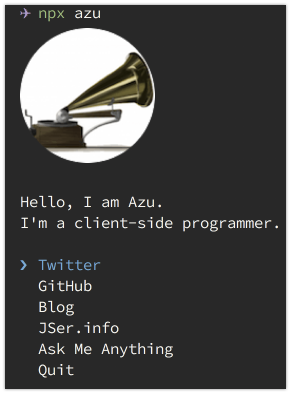 ✈ npx azu
Hello, I am Azu.
I'm a client-side programmer.
❯ Twitter
GitHub
Blog
JSer.info
Ask Me Anything
Quit